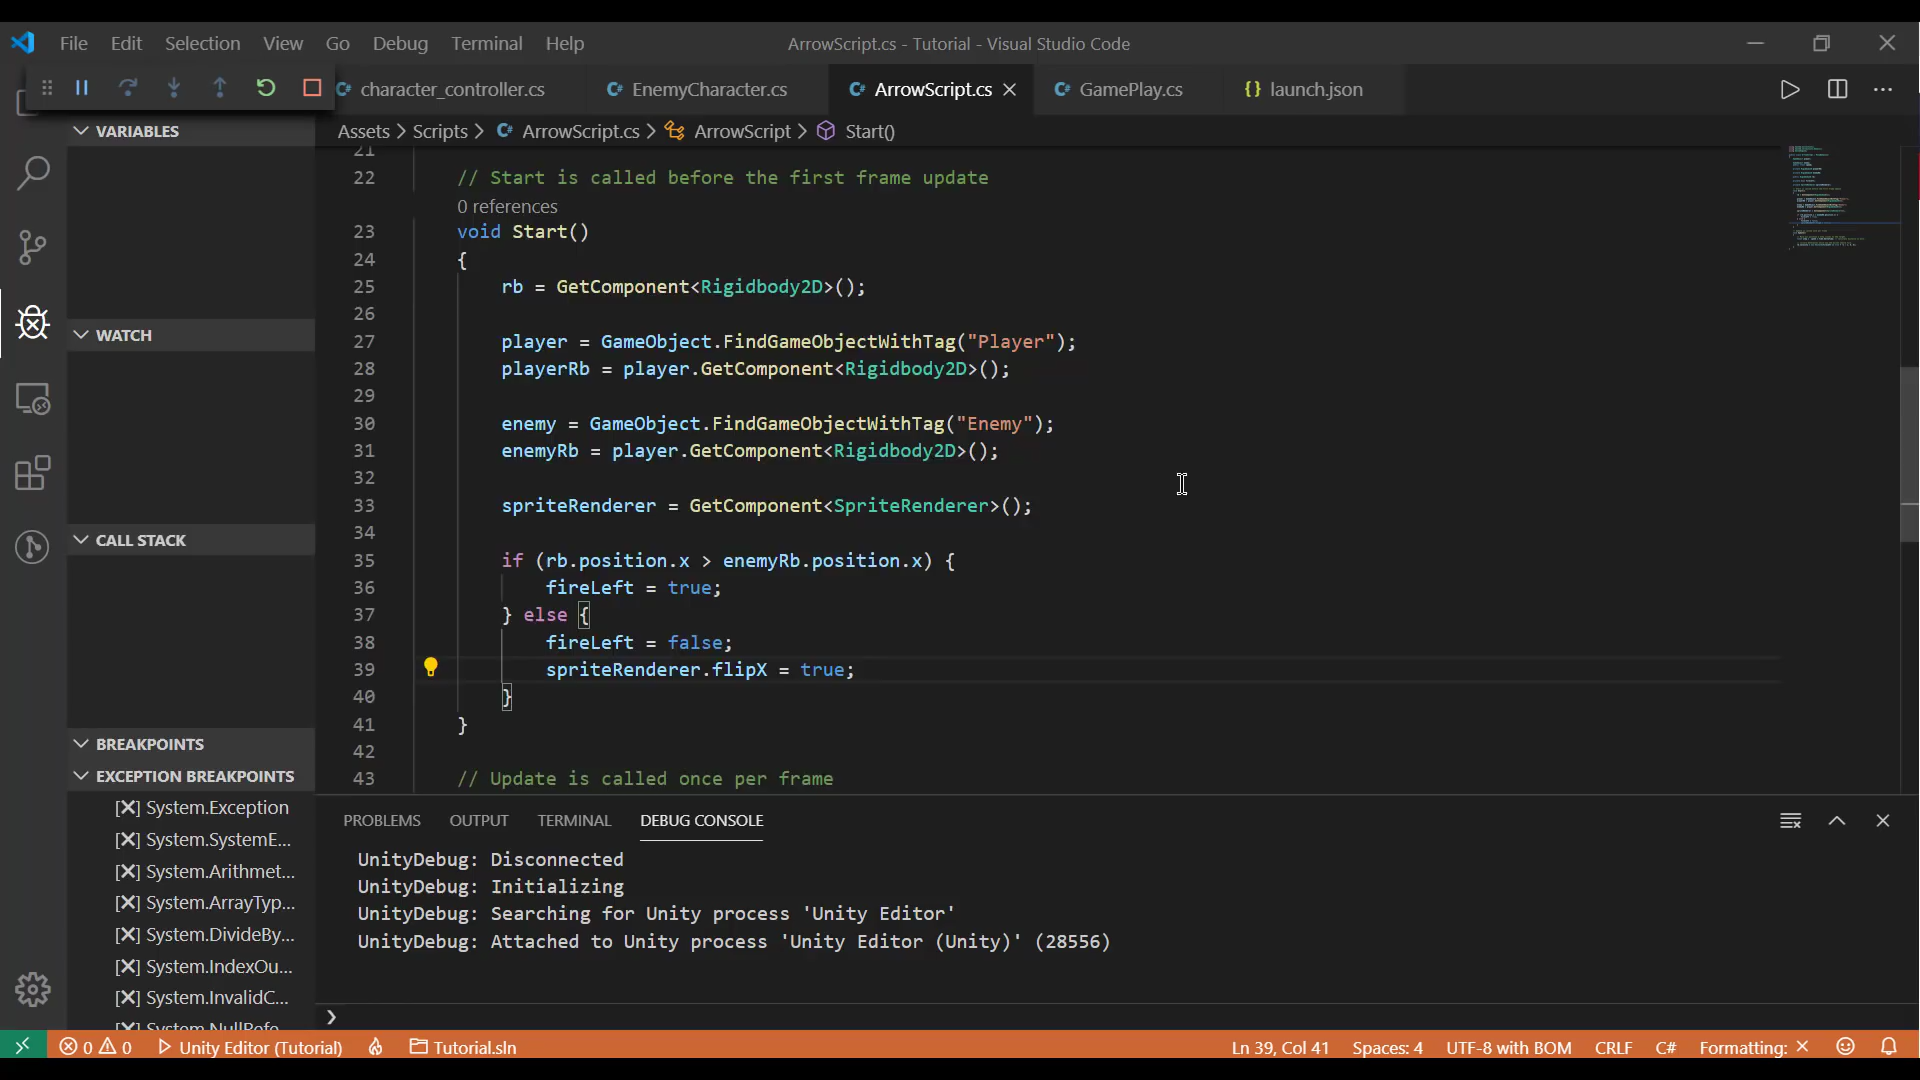 File Edit Selection View Go Debug Terminal Help
ArrowScript.cs - Tutorial - Visual Studio Code
character_controller.cs
EnemyCharacter.cs
ArrowScript.cs
GamePlay.cs
launch.json
Assets > Scripts > ArrowScript.cs > ArrowScript > Start()
VARIABLES
WATCH
CALL STACK
BREAKPOINTS
EXCEPTION BREAKPOINTS
[X] System.Exception
[X] System.SystemE...
[X] System.Arithmet...
[X] System.ArrayTyp...
[X] System.DivideBy...
[X] System.IndexOu...
[X] System.InvalidC...
[X] System.NullRefe
21
22 // Start is called before the first frame update
0 references
23 void Start()
24 {
25 rb = GetComponent<Rigidbody2D>();
26
27 player = GameObject.FindGameObjectWithTag("Player");
28 playerRb = player.GetComponent<Rigidbody2D>();
29
30 enemy = GameObject.FindGameObjectWithTag("Enemy");
31 enemyRb = player.GetComponent<Rigidbody2D>();
32
33 spriteRenderer = GetComponent<SpriteRenderer>();
34
35 if (rb.position.x > enemyRb.position.x) {
36 fireLeft = true;
37 } else {
38 fireLeft = false;
39 spriteRenderer.flipX = true;
40 }
41 }
42
43 // Update is called once per frame
PROBLEMS OUTPUT TERMINAL DEBUG CONSOLE
UnityDebug: Disconnected
UnityDebug: Initializing
UnityDebug: Searching for Unity process 'Unity Editor'
UnityDebug: Attached to Unity process 'Unity Editor (Unity)' (28556)
0 0 Unity Editor (Tutorial) Tutorial.sln
Ln 39, Col 41 Spaces: 4 UTF-8 with BOM CRLF C# Formatting: ×